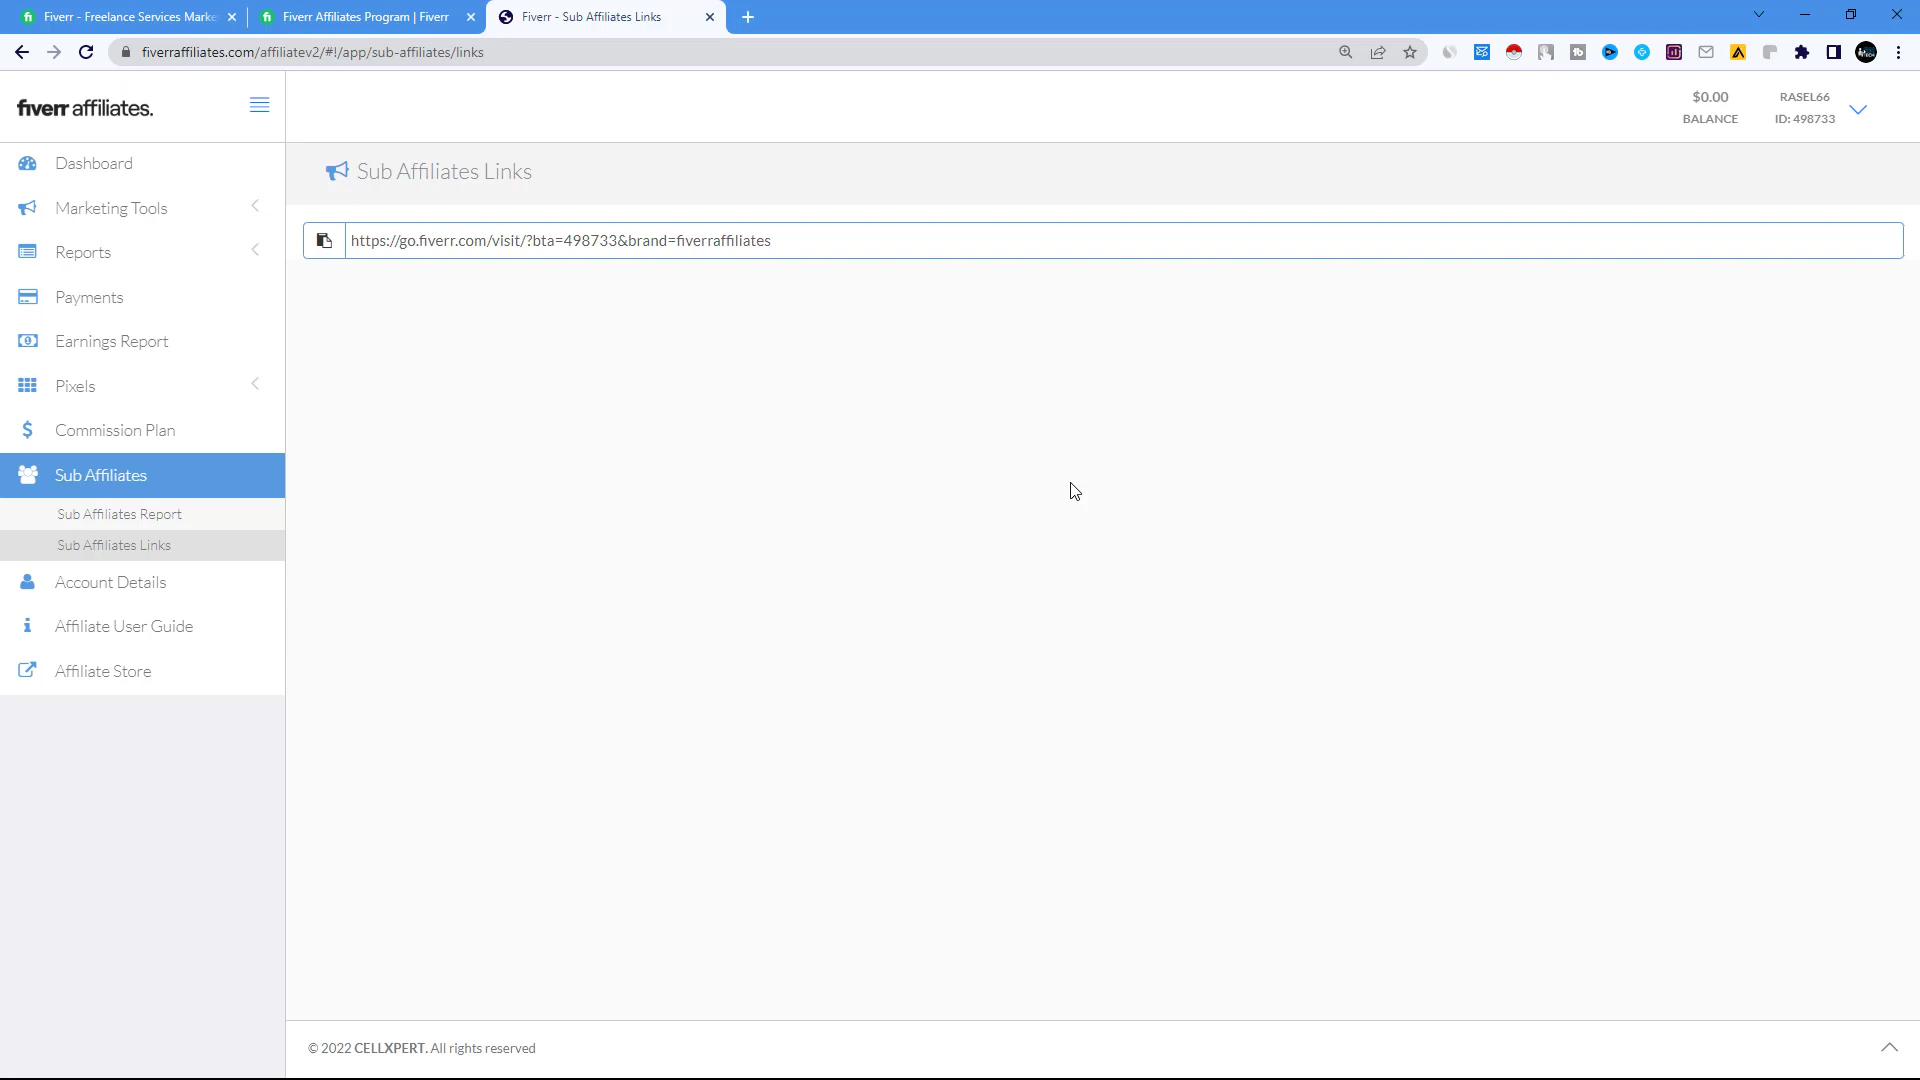 Fiverr - Freelance Services Marke
Fiverr Affiliates Program | Fiverr
Fiverr - Sub Affiliates Links
fiverraffiliates.com/affiliatev2/#!/app/sub-affiliates/links
fiverr affiliates.
$0.00
BALANCE
RASEL66
ID: 498733
Dashboard
Marketing Tools
Reports
Payments
Earnings Report
Pixels
Commission Plan
Sub Affiliates
Sub Affiliates Report
Sub Affiliates Links
Account Details
Affiliate User Guide
Affiliate Store
Sub Affiliates Links
https://go.fiverr.com/visit/?bta=498733&brand=fiverraffiliates
© 2022 CELLXPERT. All rights reserved